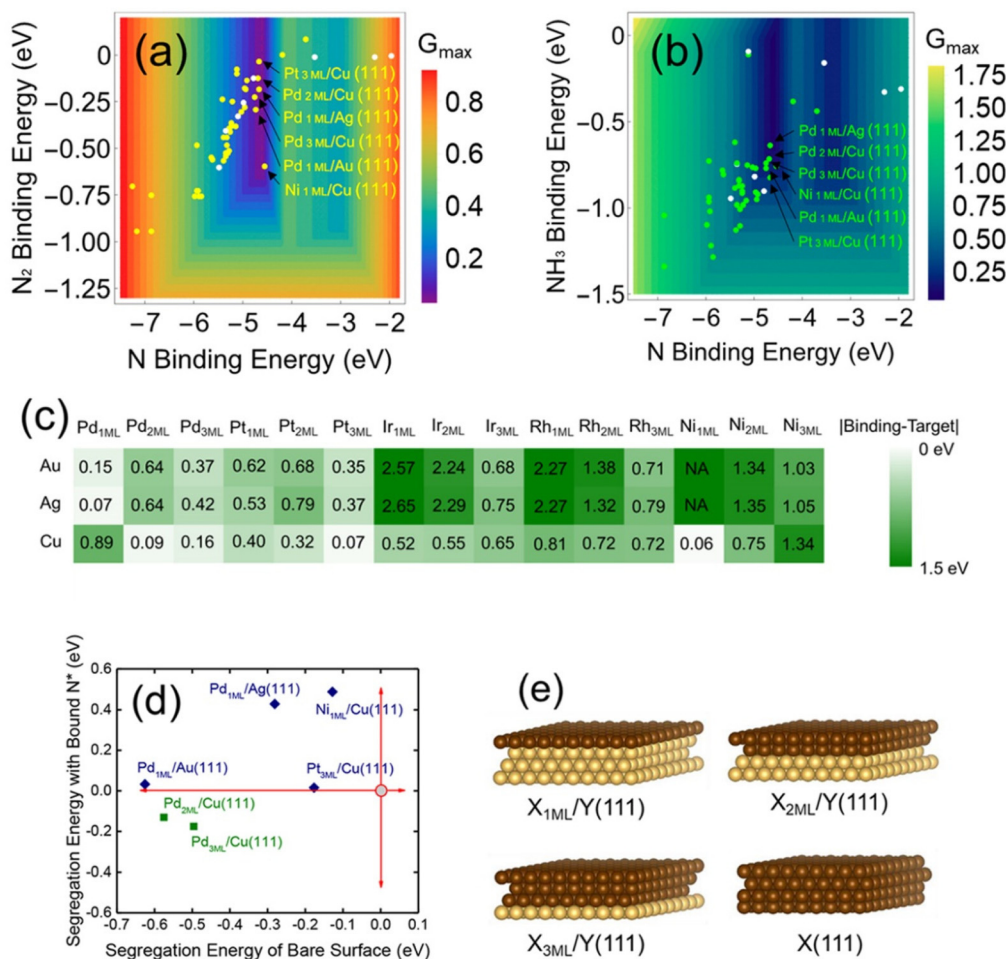 (a)
G_max
0
−0.25
−0.50
−0.75
−1.00
−1.25
N₂ Binding Energy (eV)
−7 −6 −5 −4 −3 −2
N Binding Energy (eV)
Pt 3 ML/Cu (111)
Pd 2 ML/Cu (111)
Pd 1 ML/Ag (111)
Pd 3 ML/Cu (111)
Pd 1 ML/Au (111)
Ni 1 ML/Cu (111)
0.8
0.6
0.4
0.2
(b)
G_max
0
−0.5
−1.0
−1.5
NH₃ Binding Energy (eV)
−7 −6 −5 −4 −3 −2
N Binding Energy (eV)
Pd 1 ML/Ag (111)
Pd 2 ML/Cu (111)
Pd 3 ML/Cu (111)
Ni 1 ML/Cu (111)
Pd 1 ML/Au (111)
Pt 3 ML/Cu (111)
1.75
1.50
1.25
1.00
0.75
0.50
0.25
(c)
Pd1ML Pd2ML Pd3ML Pt1ML Pt2ML Pt3ML Ir1ML Ir2ML Ir3ML Rh1ML Rh2ML Rh3ML Ni1ML Ni2ML Ni3ML
Au 0.15 0.64 0.37 0.62 0.68 0.35 2.57 2.24 0.68 2.27 1.38 0.71 NA 1.34 1.03
Ag 0.07 0.64 0.42 0.53 0.79 0.37 2.65 2.29 0.75 2.27 1.32 0.79 NA 1.35 1.05
Cu 0.89 0.09 0.16 0.40 0.32 0.07 0.52 0.55 0.65 0.81 0.72 0.72 0.06 0.75 1.34
|Binding-Target|
0 eV
1.5 eV
(d)
Segregation Energy with Bound N* (eV)
0.6
0.4
0.2
0.0
-0.2
-0.4
-0.6
Pd1ML/Ag(111)
Ni1ML/Cu(111)
Pd1ML/Au(111)
Pt3ML/Cu(111)
Pd2ML/Cu(111)
Pd3ML/Cu(111)
-0.7 -0.6 -0.5 -0.4 -0.3 -0.2 -0.1 0.0 0.1
Segregation Energy of Bare Surface (eV)
(e)
X1ML/Y(111)
X2ML/Y(111)
X3ML/Y(111)
X(111)